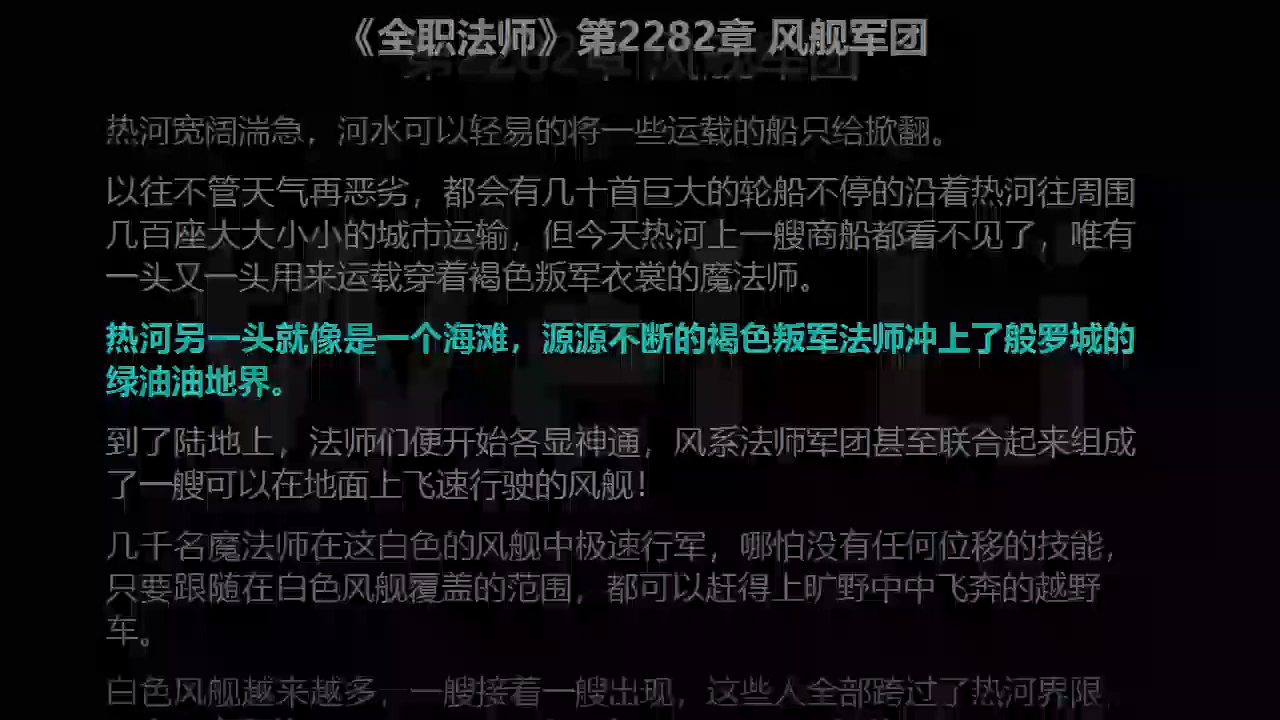 《全职法师》第2282章 风舰军团
热河宽阔湍急，河水可以轻易的将一些运载的船只给掀翻。
以往不管天气再恶劣，都会有几十首巨大的轮船不停的沿着热河往周围
几百座大大小小的城市运输，但今天热河上一艘商船都看不见了，唯有
一头又一头用来运载穿着褐色叛军衣裳的魔法师。
热河另一头就像是一个海滩，源源不断的褐色叛军法师冲上了般罗城的
绿油油地界。
到了陆地上，法师们便开始各显神通，风系法师军团甚至联合起来组成
了一艘可以在地面上飞速行驶的风舰！
几千名魔法师在这白色的风舰中极速行军，哪怕没有任何位移的技能，
只要跟随在白色风舰覆盖的范围，都可以赶得上旷野中中飞奔的越野
车。
白色风舰越来越多，一艘接着一艘出现，这些人全部跨过了热河界限